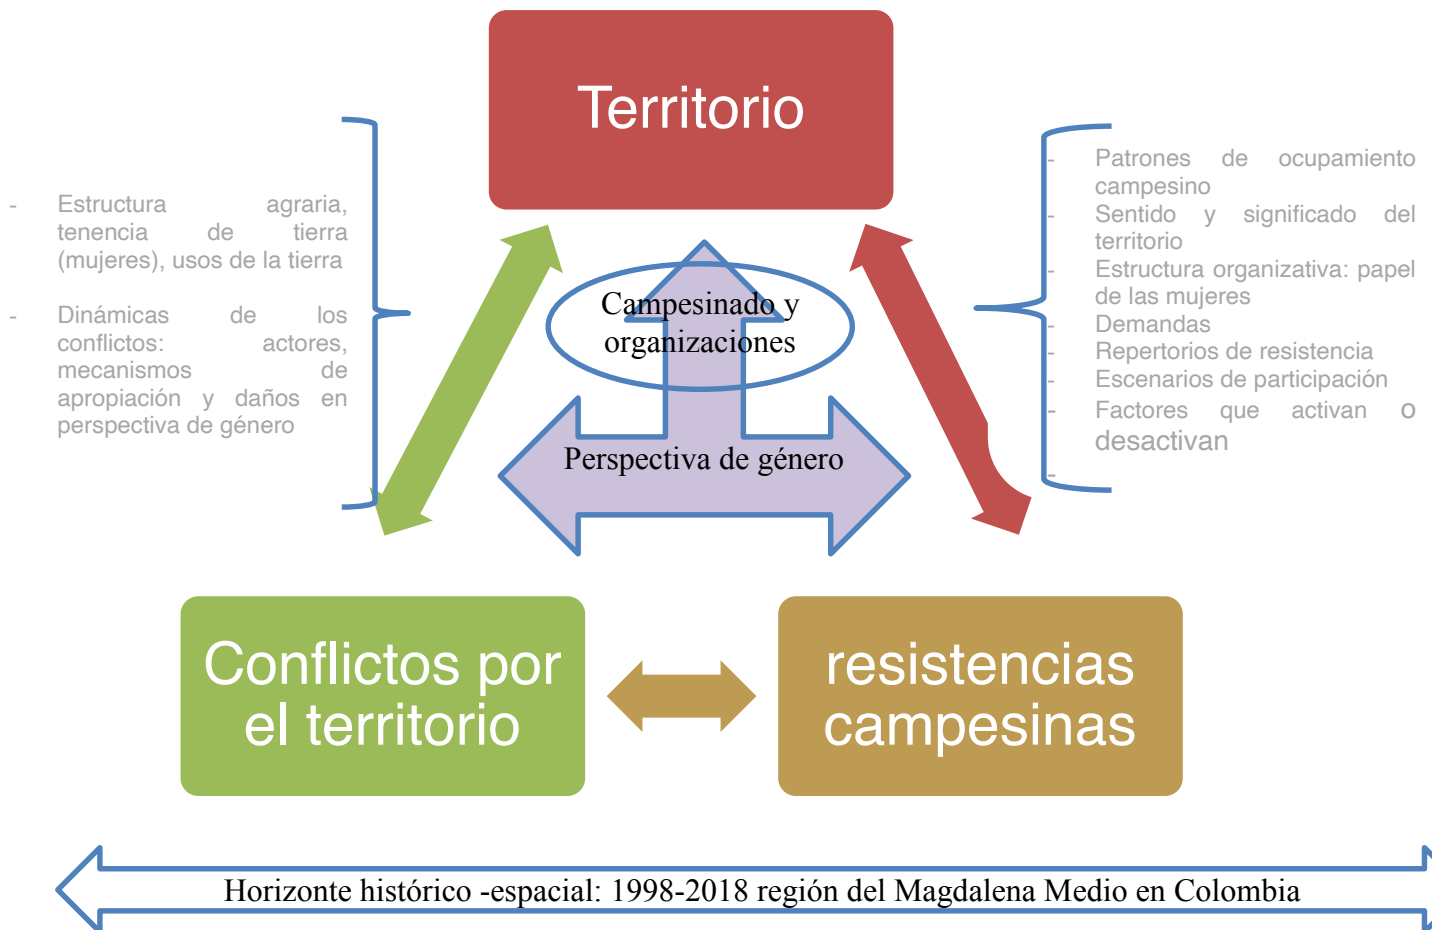 Territorio
- Estructura agraria,
tenencia de tierra
(mujeres), usos de la tierra
- Dinámicas de los
conflictos: actores,
mecanismos de
apropiación y daños en
perspectiva de género
Campesinado y
organizaciones
Perspectiva de género
- Patrones de ocupamiento
campesino
- Sentido y significado del
territorio
- Estructura organizativa: papel
de las mujeres
- Demandas
- Repertorios de resistencia
- Escenarios de participación
- Factores que activan o
desactivan
-
Conflictos por
el territorio
resistencias
campesinas
Horizonte histórico -espacial: 1998-2018 región del Magdalena Medio en Colombia